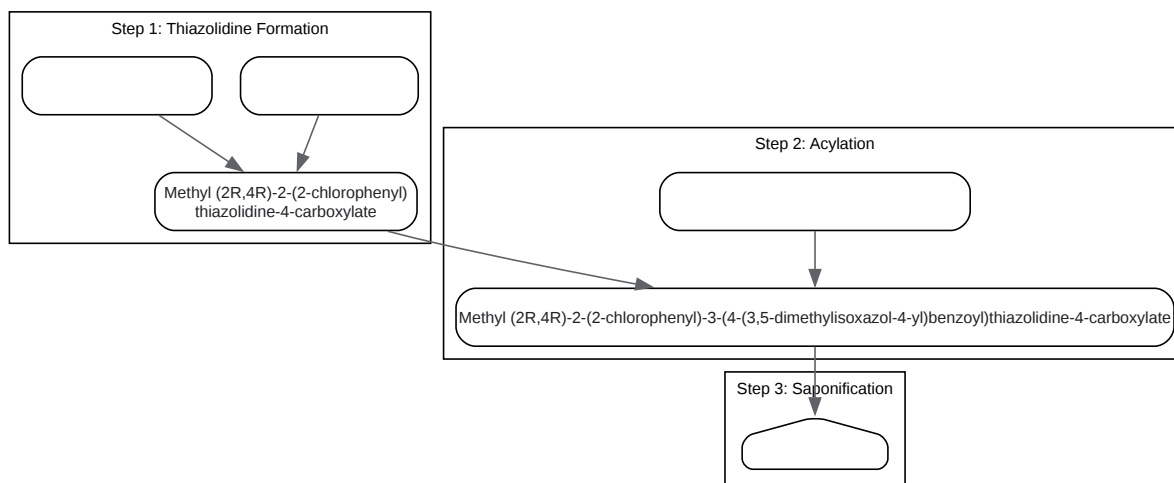 Step 1: Thiazolidine Formation
Methyl (2R,4R)-2-(2-chlorophenyl)
thiazolidine-4-carboxylate
Step 2: Acylation
Methyl (2R,4R)-2-(2-chlorophenyl)-3-(4-(3,5-dimethylisoxazol-4-yl)benzoyl)thiazolidine-4-carboxylate
Step 3: Saponification